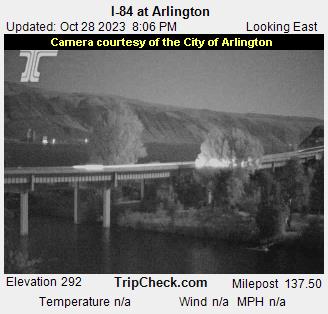 I-84 at Arlington
Updated: Oct 28 2023 8:06 PM Looking East
Camera courtesy of the City of Arlington
Elevation 292 TripCheck.com Milepost 137.50
Temperature n/a Wind n/a MPH n/a